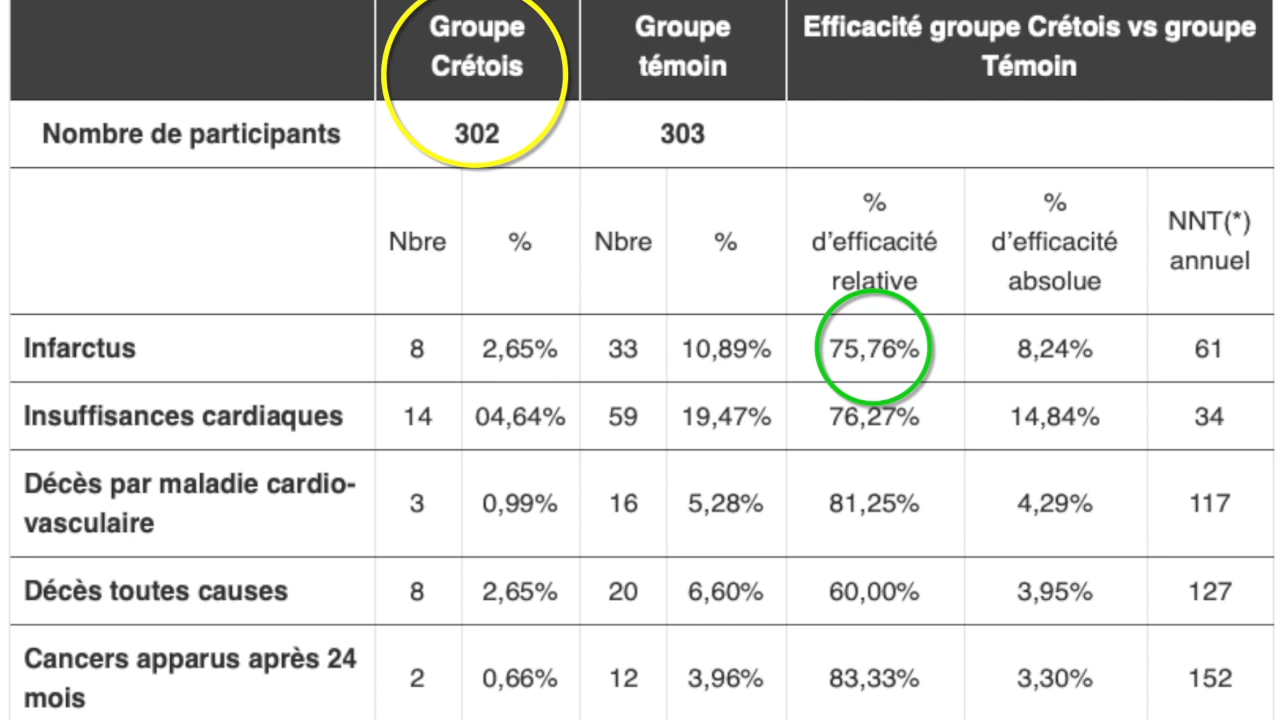 Groupe Crétois Groupe témoin Efficacité groupe Crétois vs groupe Témoin
Nombre de participants 302 303
Nbre % Nbre % % d’efficacité relative % d’efficacité absolue NNT(*) annuel
Infarctus 8 2,65% 33 10,89% 75,76% 8,24% 61
Insuffisances cardiaques 14 04,64% 59 19,47% 76,27% 14,84% 34
Décès par maladie cardio-vasculaire 3 0,99% 16 5,28% 81,25% 4,29% 117
Décès toutes causes 8 2,65% 20 6,60% 60,00% 3,95% 127
Cancers apparus après 24 mois 2 0,66% 12 3,96% 83,33% 3,30% 152